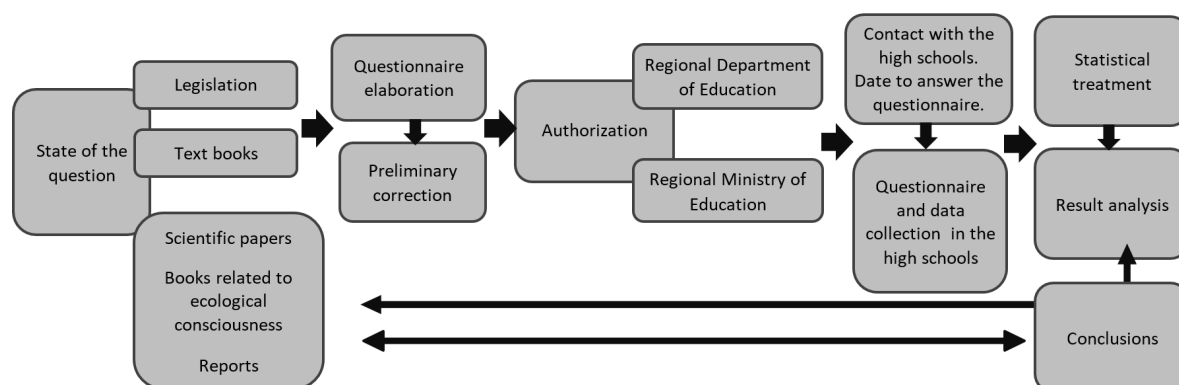 State of the
question
Legislation
Text books
Scientific papers
Books related to
ecological
consciousness
Reports
Questionnaire
elaboration
Preliminary
correction
Authorization
Regional Department
of Education
Regional Ministry of
Education
Contact with the
high schools.
Date to answer the
questionnaire.
Questionnaire
and data
collection in the
high schools
Statistical
treatment
Result analysis
Conclusions